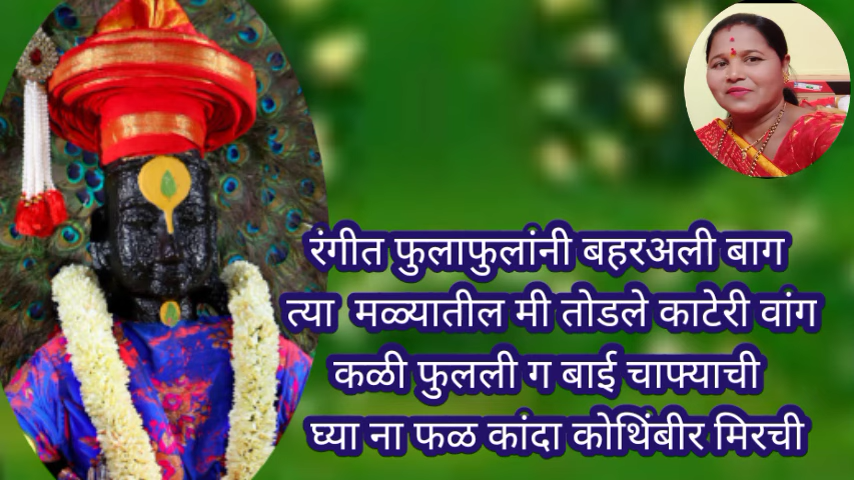 रंगीत फुलाफुलांनी बहरअली बाग
त्या मळ्यातील मी तोडले काटेरी वांग
कळी फुलली ग बाई चाफ्याची
घ्या ना फळ कांदा कोथिंबीर मिरची